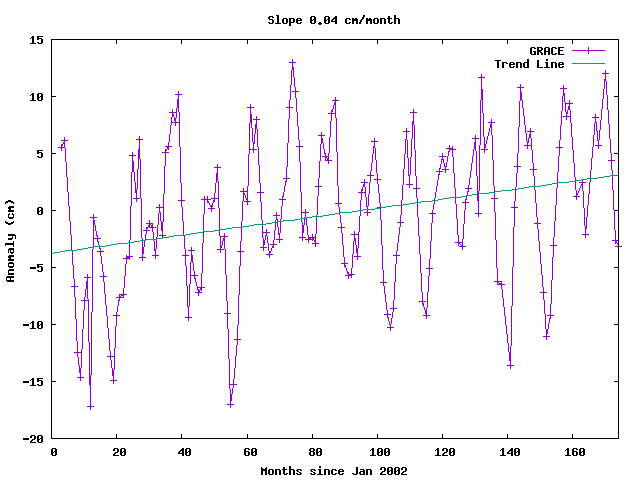 Slope 0.04 cm/month
GRACE
Trend Line
15
10
5
0
-5
-10
-15
-20
Anomaly (cm)
0 20 40 60 80 100 120 140 160
Months since Jan 2002